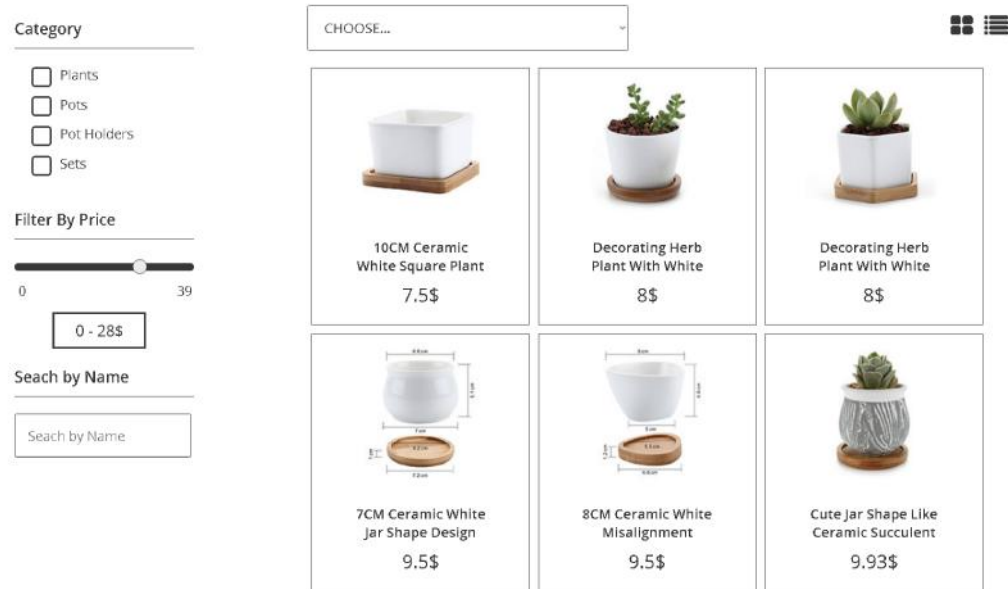 Category
Plants
Pots
Pot Holders
Sets
Filter By Price
0 39
0 - 28$
Seach by Name
Seach by Name
CHOOSE...
10CM Ceramic
White Square Plant
7.5$
Decorating Herb
Plant With White
8$
Decorating Herb
Plant With White
8$
7CM Ceramic White
Jar Shape Design
9.5$
8CM Ceramic White
Misalignment
9.5$
Cute Jar Shape Like
Ceramic Succulent
9.93$